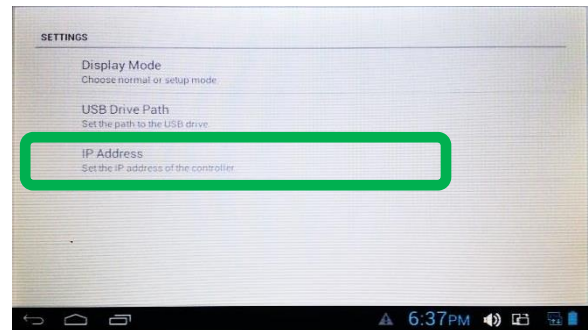 SETTINGS
Display Mode
Choose normal or setup mode
USB Drive Path
Set the path to the USB drive
IP Address
Set the IP address of the controller
6:37PM